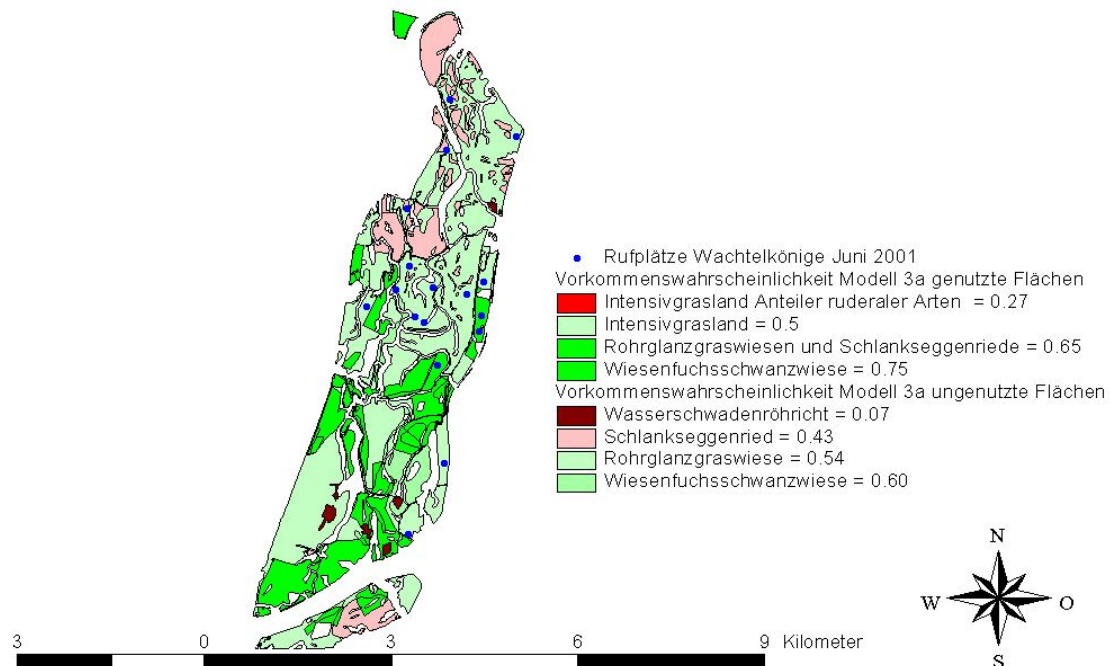 Rufplätze Wachtelkönige Juni 2001
Vorkommenswahrscheinlichkeit Modell 3a genutzte Flächen
Intensivgrasland Anteiler ruderaler Arten = 0.27
Intensivgrasland = 0.5
Rohrglanzgraswiesen und Schlankseggenriede = 0.65
Wiesenfuchsschwanzwiese = 0.75
Vorkommenswahrscheinlichkeit Modell 3a ungenutzte Flächen
Wasserschwadenröhricht = 0.07
Schlankseggenried = 0.43
Rohrglanzgraswiese = 0.54
Wiesenfuchsschwanzwiese = 0.60
N
W O
S
3 0 3 6 9 Kilometer